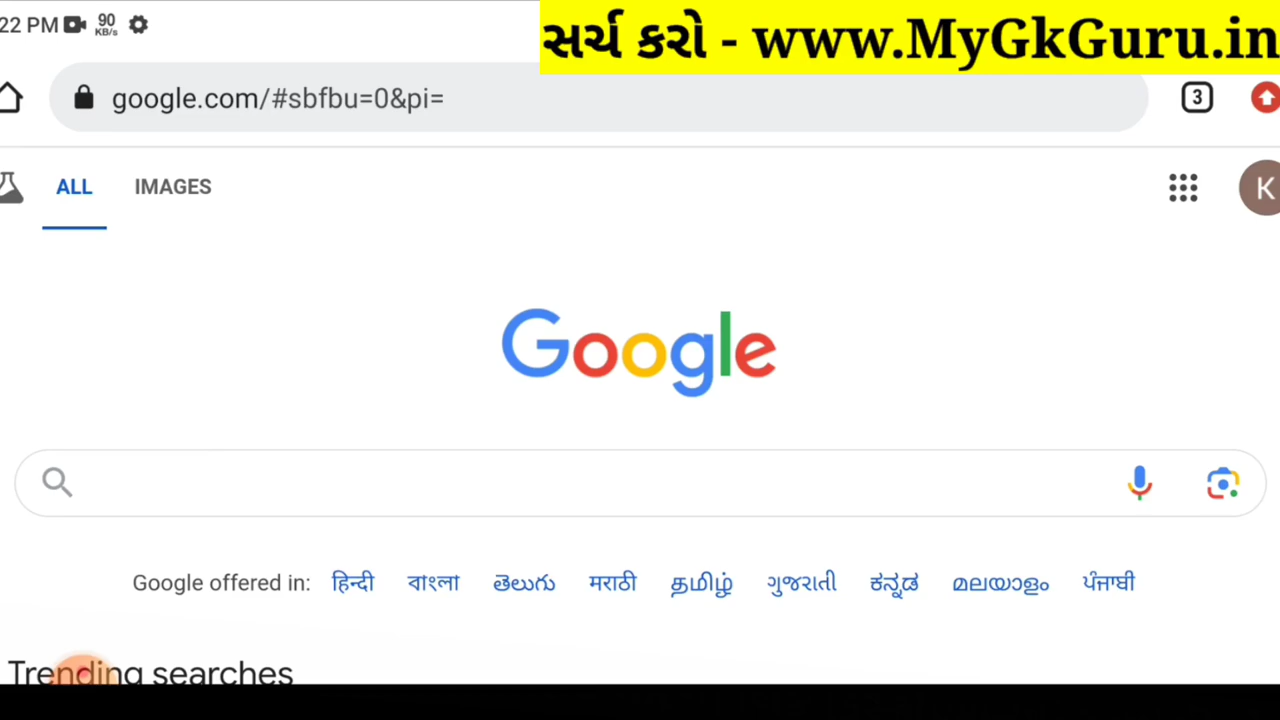 22 PM 90 KB/s
સર્ચ કરો - www.MyGkGuru.in
google.com/#sbfbu=0&pi=
3
ALL IMAGES
K
Google
Google offered in: हिन्दी বাংলা తెలుగు मराठी தமிழ் ગુજરાતી ಕನ್ನಡ മലയാളം ਪੰਜਾਬੀ
Trending searches